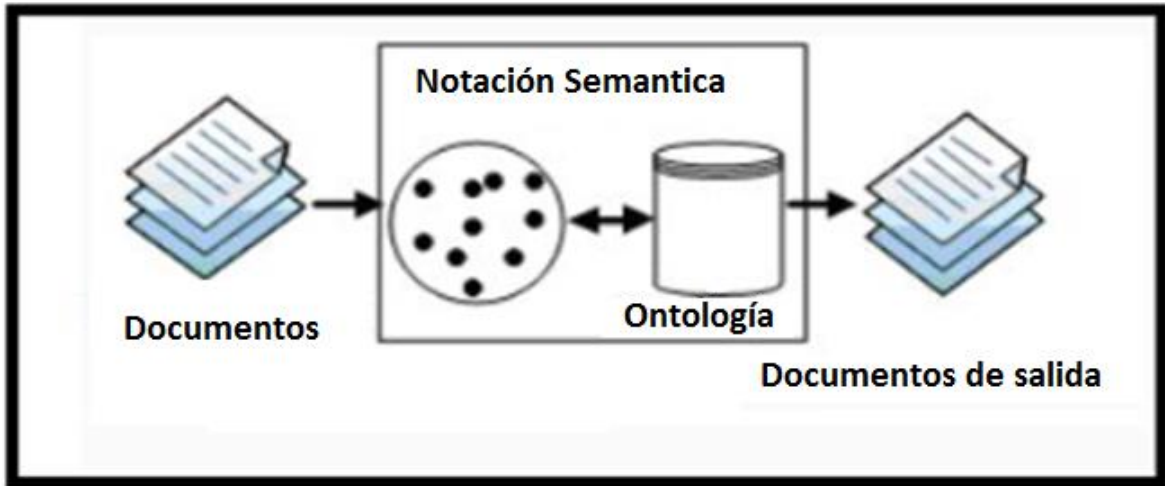 Notación Semantica
Documentos
Ontología
Documentos de salida